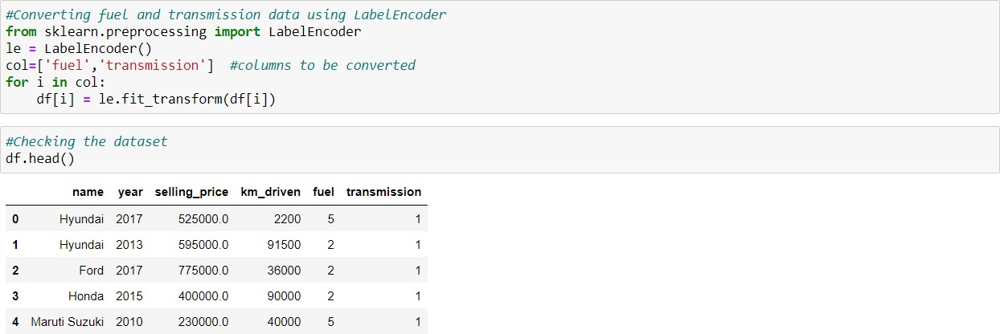 #Converting fuel and transmission data using LabelEncoder
from sklearn.preprocessing import LabelEncoder
le = LabelEncoder()
col=['fuel','transmission']  #columns to be converted
for i in col:
    df[i] = le.fit_transform(df[i])
#Checking the dataset
df.head()
name year selling_price km_driven fuel transmission
0 Hyundai 2017 525000.0 2200 5 1
1 Hyundai 2013 595000.0 91500 2 1
2 Ford 2017 775000.0 36000 2 1
3 Honda 2015 400000.0 90000 2 1
4 Maruti Suzuki 2010 230000.0 40000 5 1